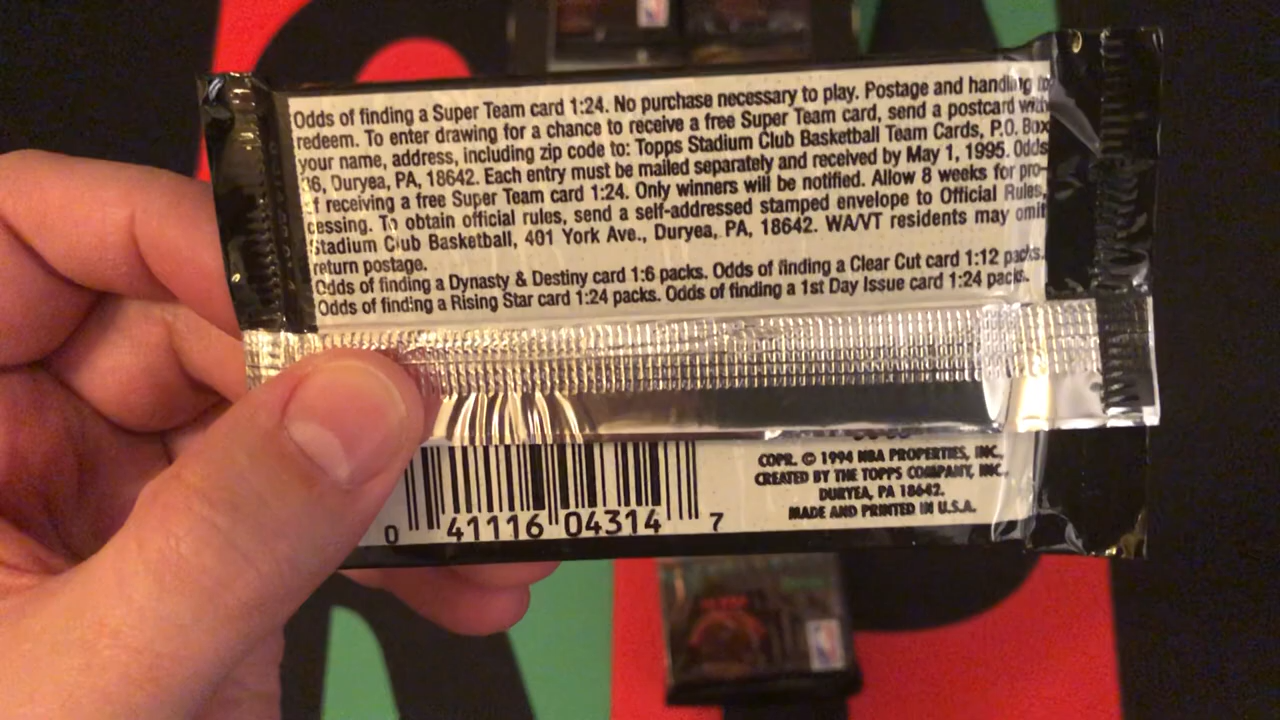 Odds of finding a Super Team card 1:24. No purchase necessary to play. Postage and handling to
redeem. To enter drawing for a chance to receive a free Super Team card, send a postcard with
your name, address, including zip code to: Topps Stadium Club Basketball Team Cards, P.O. Box
36, Duryea, PA, 18642. Each entry must be mailed separately and received by May 1, 1995. Odds
of receiving a free Super Team card 1:24. Only winners will be notified. Allow 8 weeks for pro-
cessing. To obtain official rules, send a self-addressed stamped envelope to Official Rules,
Stadium Club Basketball, 401 York Ave., Duryea, PA, 18642. WA/VT residents may omit
return postage.
Odds of finding a Dynasty & Destiny card 1:6 packs. Odds of finding a Clear Cut card 1:12 packs.
Odds of finding a Rising Star card 1:24 packs. Odds of finding a 1st Day Issue card 1:24 packs.
COPR. © 1994 NBA PROPERTIES, INC.
CREATED BY THE TOPPS COMPANY, INC.
DURYEA, PA 18642.
MADE AND PRINTED IN U.S.A.
0 41116 04314 7